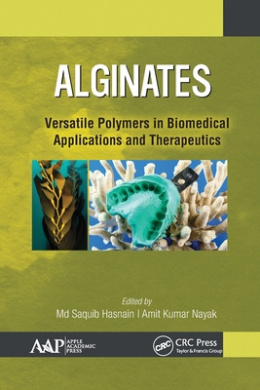 ALGINATES
Versatile Polymers in Biomedical
Applications and Therapeutics
Edited by
Md Saquib Hasnain | Amit Kumar Nayak
AAP APPLE
ACADEMIC
PRESS
CRC CRC Press
Taylor & Francis Group